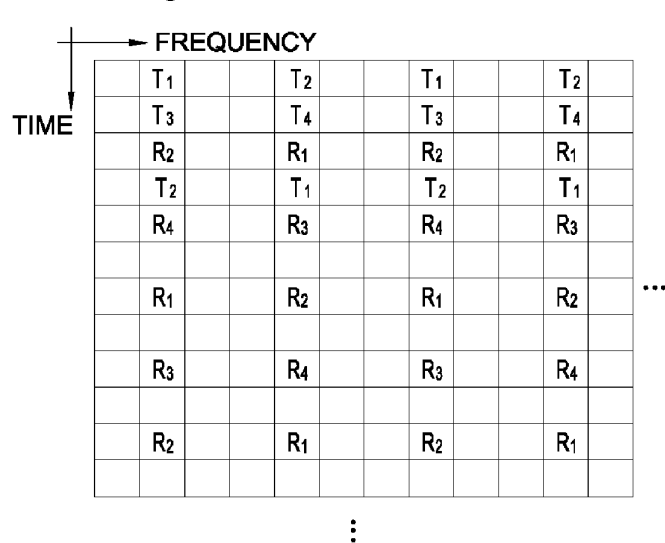 FREQUENCY
TIME
T1 T2 T1 T2
T3 T4 T3 T4
R2 R1 R2 R1
T2 T1 T2 T1
R4 R3 R4 R3
R1 R2 R1 R2
R3 R4 R3 R4
R2 R1 R2 R1